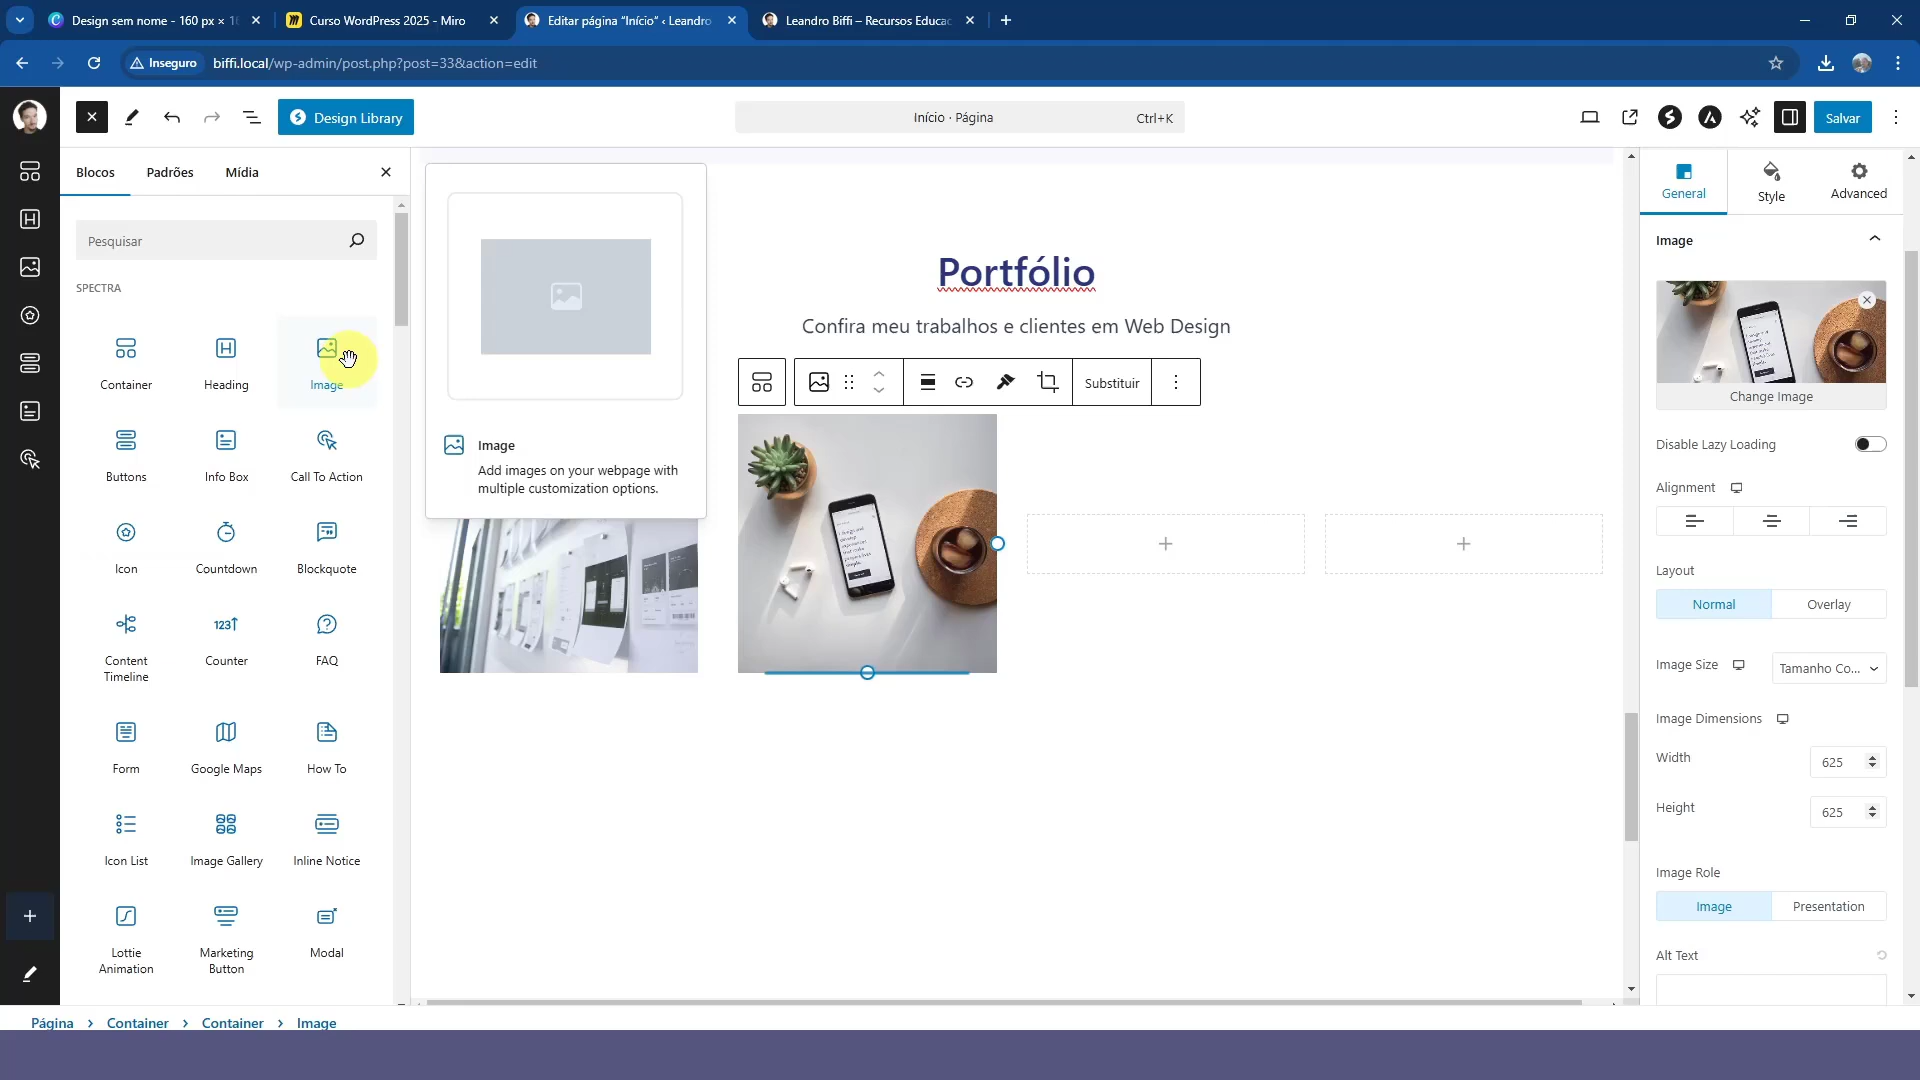 Design sem nome - 160 px × 1
Curso WordPress 2025 - Miro
Editar página “Início” ‹ Leandro
Leandro Biffi – Recursos Educac
Inseguro
biffi.local/wp-admin/post.php?post=33&action=edit
Design Library
Início · Página
Ctrl+K
Salvar
Blocos
Padrões
Mídia
Pesquisar
SPECTRA
Container
Heading
Image
Buttons
Info Box
Call To Action
Icon
Countdown
Blockquote
Content
Timeline
Counter
FAQ
Form
Google Maps
How To
Icon List
Image Gallery
Inline Notice
Lottie
Animation
Marketing
Button
Modal
Image
Add images on your webpage with
multiple customization options.
Portfólio
Confira meu trabalhos e clientes em Web Design
Substituir
General
Style
Advanced
Image
Change Image
Disable Lazy Loading
Alignment
Layout
Normal
Overlay
Image Size
Tamanho Co...
Image Dimensions
Width
625
Height
625
Image Role
Image
Presentation
Alt Text
Página › Container › Container › Image